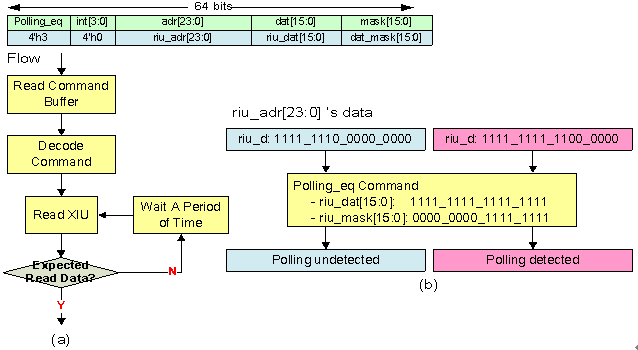 64 bits
Polling_eq int[3:0] adr[23:0] dat[15:0] mask[15:0]
4'h3 4'h0 riu_adr[23:0] riu_dat[15:0] dat_mask[15:0]
Flow
Read Command
Buffer
Decode
Command
Read XIU
Wait A Period
of Time
Expected
Read Data?
N
Y
(a)
riu_adr[23:0] 's data
riu_d: 1111_1110_0000_0000
riu_d: 1111_1111_1100_0000
Polling_eq Command
- riu_dat[15:0]: 1111_1111_1111_1111
- riu_mask[15:0]: 0000_0000_1111_1111
Polling undetected
Polling detected
(b)